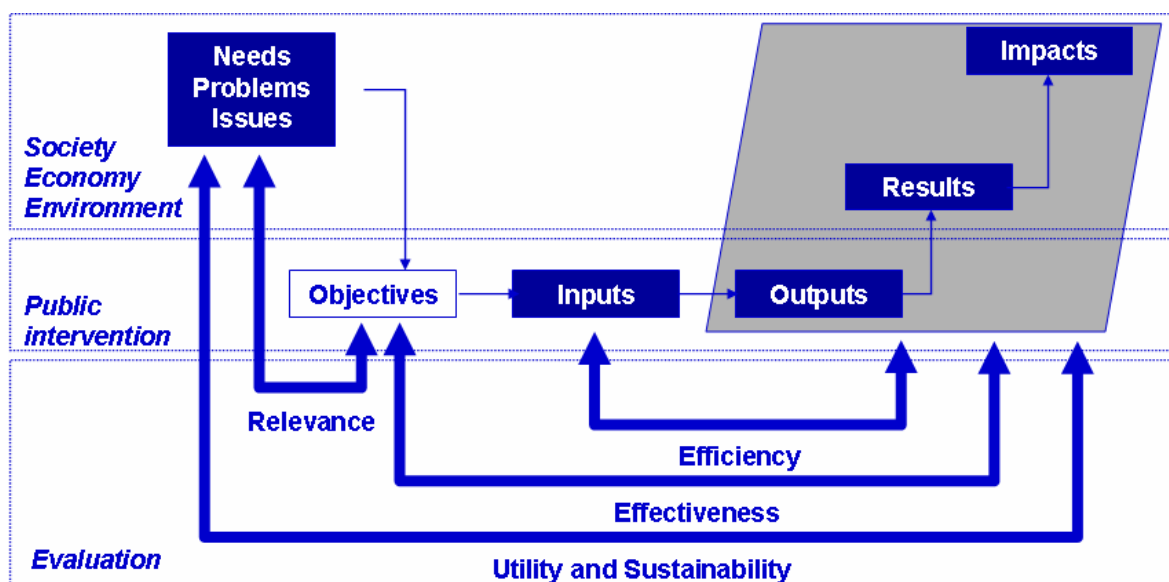 Needs
Problems
Issues
Impacts
Society
Economy
Environment
Results
Public
intervention
Objectives
Inputs
Outputs
Relevance
Efficiency
Effectiveness
Evaluation
Utility and Sustainability